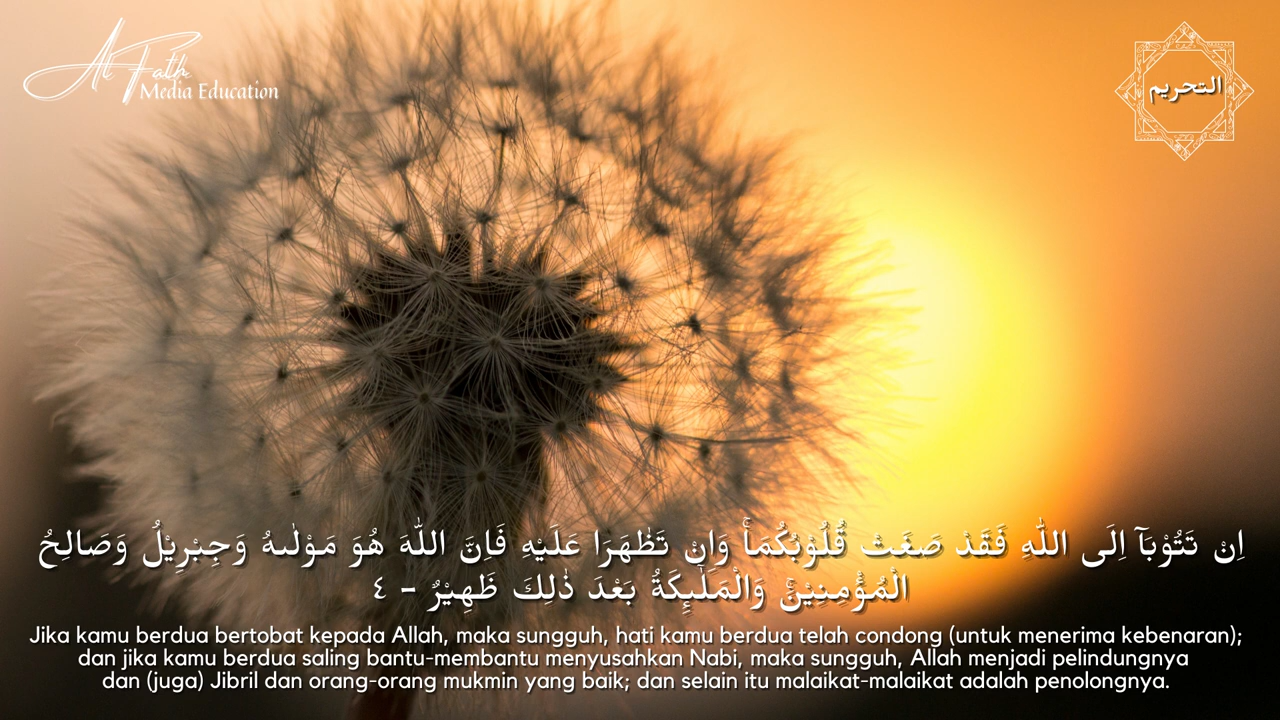 Al Fath
Media Education
التحريم
اِنْ تَتُوْبَآ اِلَى اللّٰهِ فَقَدْ صَغَتْ قُلُوْبُكُمَاۚ وَاِنْ تَظٰهَرَا عَلَيْهِ فَاِنَّ اللّٰهَ هُوَ مَوْلٰىهُ وَجِبْرِيْلُ وَصَالِحُ
الْمُؤْمِنِيْنَۚ وَالْمَلٰۤىِٕكَةُ بَعْدَ ذٰلِكَ ظَهِيْرٌ - ٤
Jika kamu berdua bertobat kepada Allah, maka sungguh, hati kamu berdua telah condong (untuk menerima kebenaran);
dan jika kamu berdua saling bantu-membantu menyusahkan Nabi, maka sungguh, Allah menjadi pelindungnya
dan (juga) Jibril dan orang-orang mukmin yang baik; dan selain itu malaikat-malaikat adalah penolongnya.